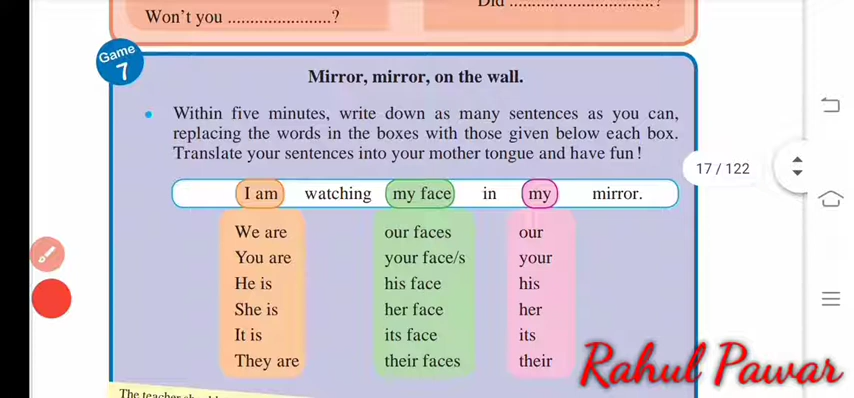 Won't you .......................?
Did ................................?
Game
7
Mirror, mirror, on the wall.
• Within five minutes, write down as many sentences as you can,
replacing the words in the boxes with those given below each box.
Translate your sentences into your mother tongue and have fun !
17 / 122
I am watching my face in my mirror.
We are our faces our
You are your face/s your
He is his face his
She is her face her
It is its face its
They are their faces their
Rahul Pawar
The teacher